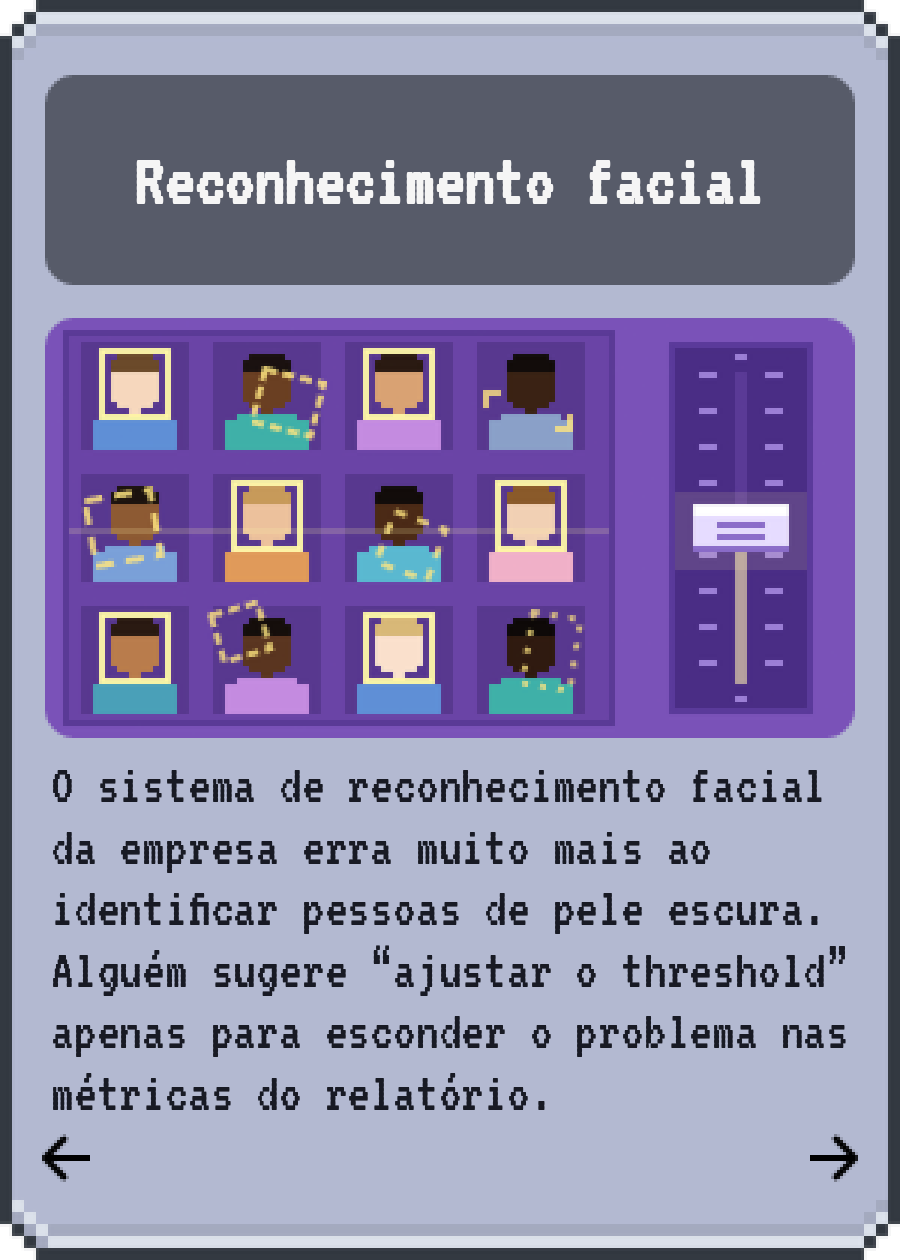 Reconhecimento facial
O sistema de reconhecimento facial
da empresa erra muito mais ao
identificar pessoas de pele escura.
Alguém sugere “ajustar o threshold”
apenas para esconder o problema nas
métricas do relatório.